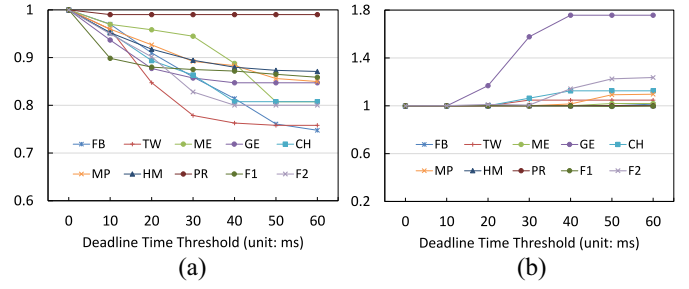 1
0.9
0.8
0.7
0.6
FB TW ME GE CH
MP HM PR F1 F2
0 10 20 30 40 50 60
Deadline Time Threshold (unit: ms)
(a)
1.8
1.4
1
0.6
0.2
FB TW ME GE CH
MP HM PR F1 F2
0 10 20 30 40 50 60
Deadline Time Threshold (unit: ms)
(b)